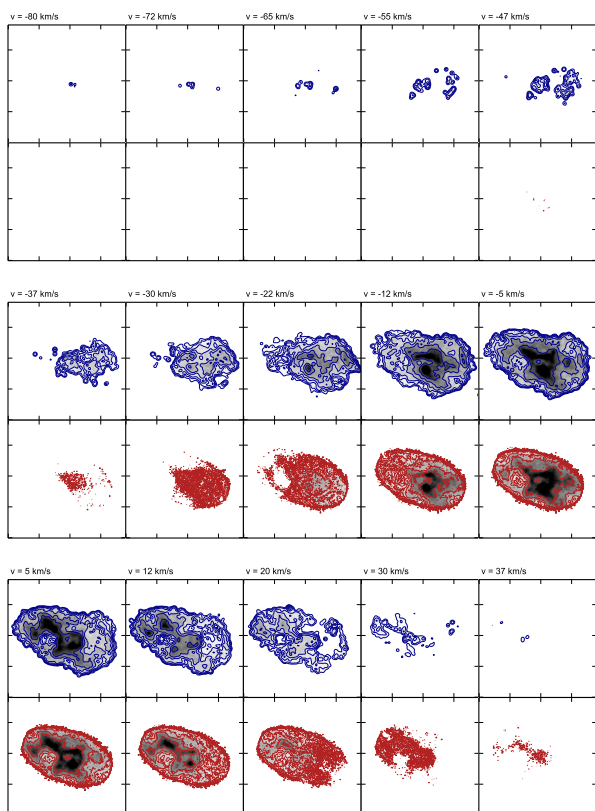 v = -80 km/s
v = -72 km/s
v = -65 km/s
v = -55 km/s
v = -47 km/s
v = -37 km/s
v = -30 km/s
v = -22 km/s
v = -12 km/s
v = -5 km/s
v = 5 km/s
v = 12 km/s
v = 20 km/s
v = 30 km/s
v = 37 km/s